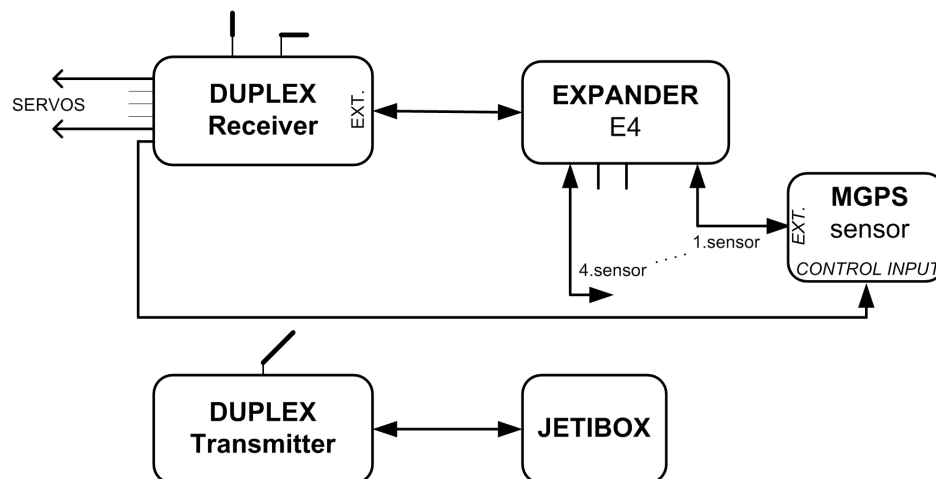 SERVOS
DUPLEX
Receiver
EXT.
EXPANDER
E4
MGPS
sensor
EXT.
CONTROL INPUT
1.sensor
4.sensor
DUPLEX
Transmitter
JETIBOX